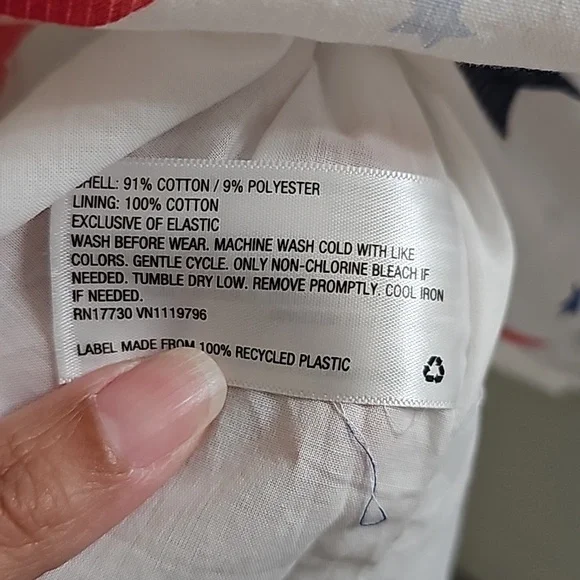 SHELL: 91% COTTON / 9% POLYESTER
LINING: 100% COTTON
EXCLUSIVE OF ELASTIC
WASH BEFORE WEAR. MACHINE WASH COLD WITH LIKE
COLORS. GENTLE CYCLE. ONLY NON-CHLORINE BLEACH IF
NEEDED. TUMBLE DRY LOW. REMOVE PROMPTLY. COOL IRON
IF NEEDED.
RN17730 VN1119796
LABEL MADE FROM 100% RECYCLED PLASTIC